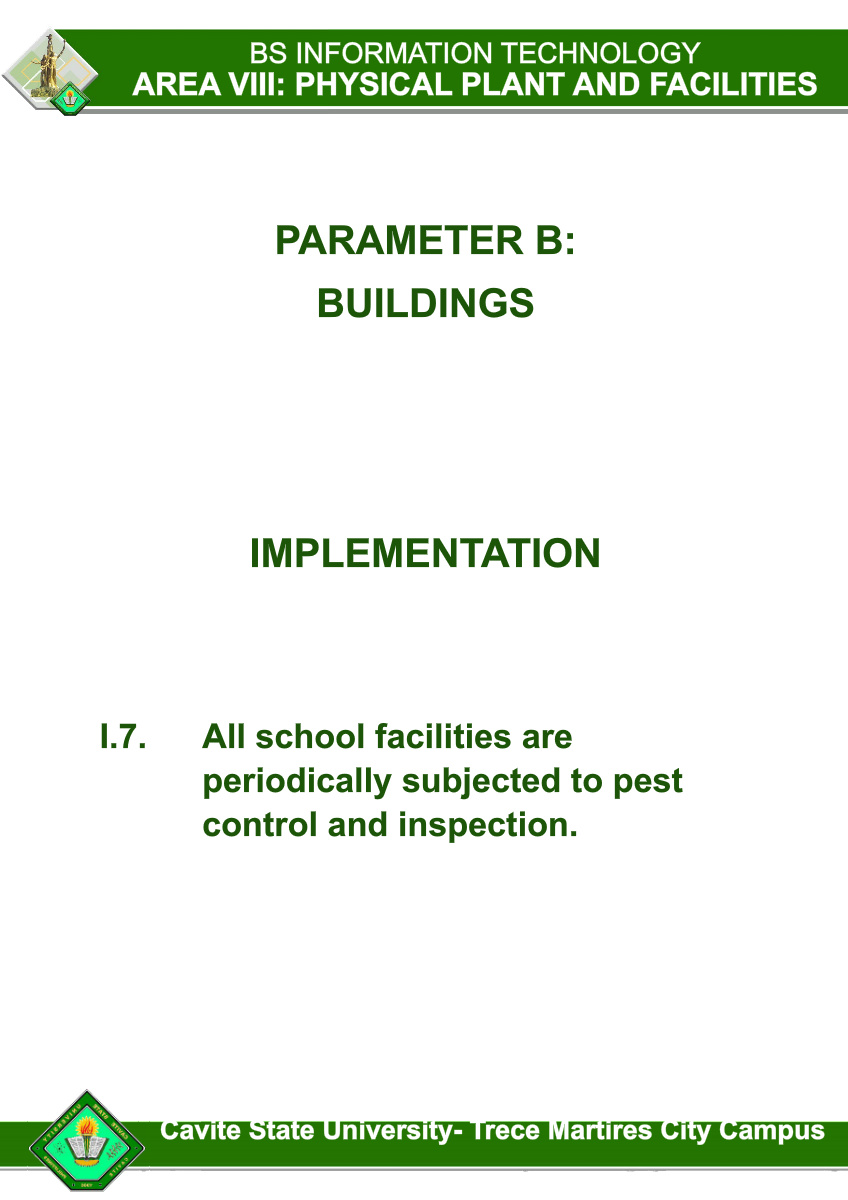 BS INFORMATION TECHNOLOGY
AREA VIII: PHYSICAL PLANT AND FACILITIES
PARAMETER B:
BUILDINGS
IMPLEMENTATION
I.7. All school facilities are
periodically subjected to pest
control and inspection.
Cavite State University- Trece Martires City Campus